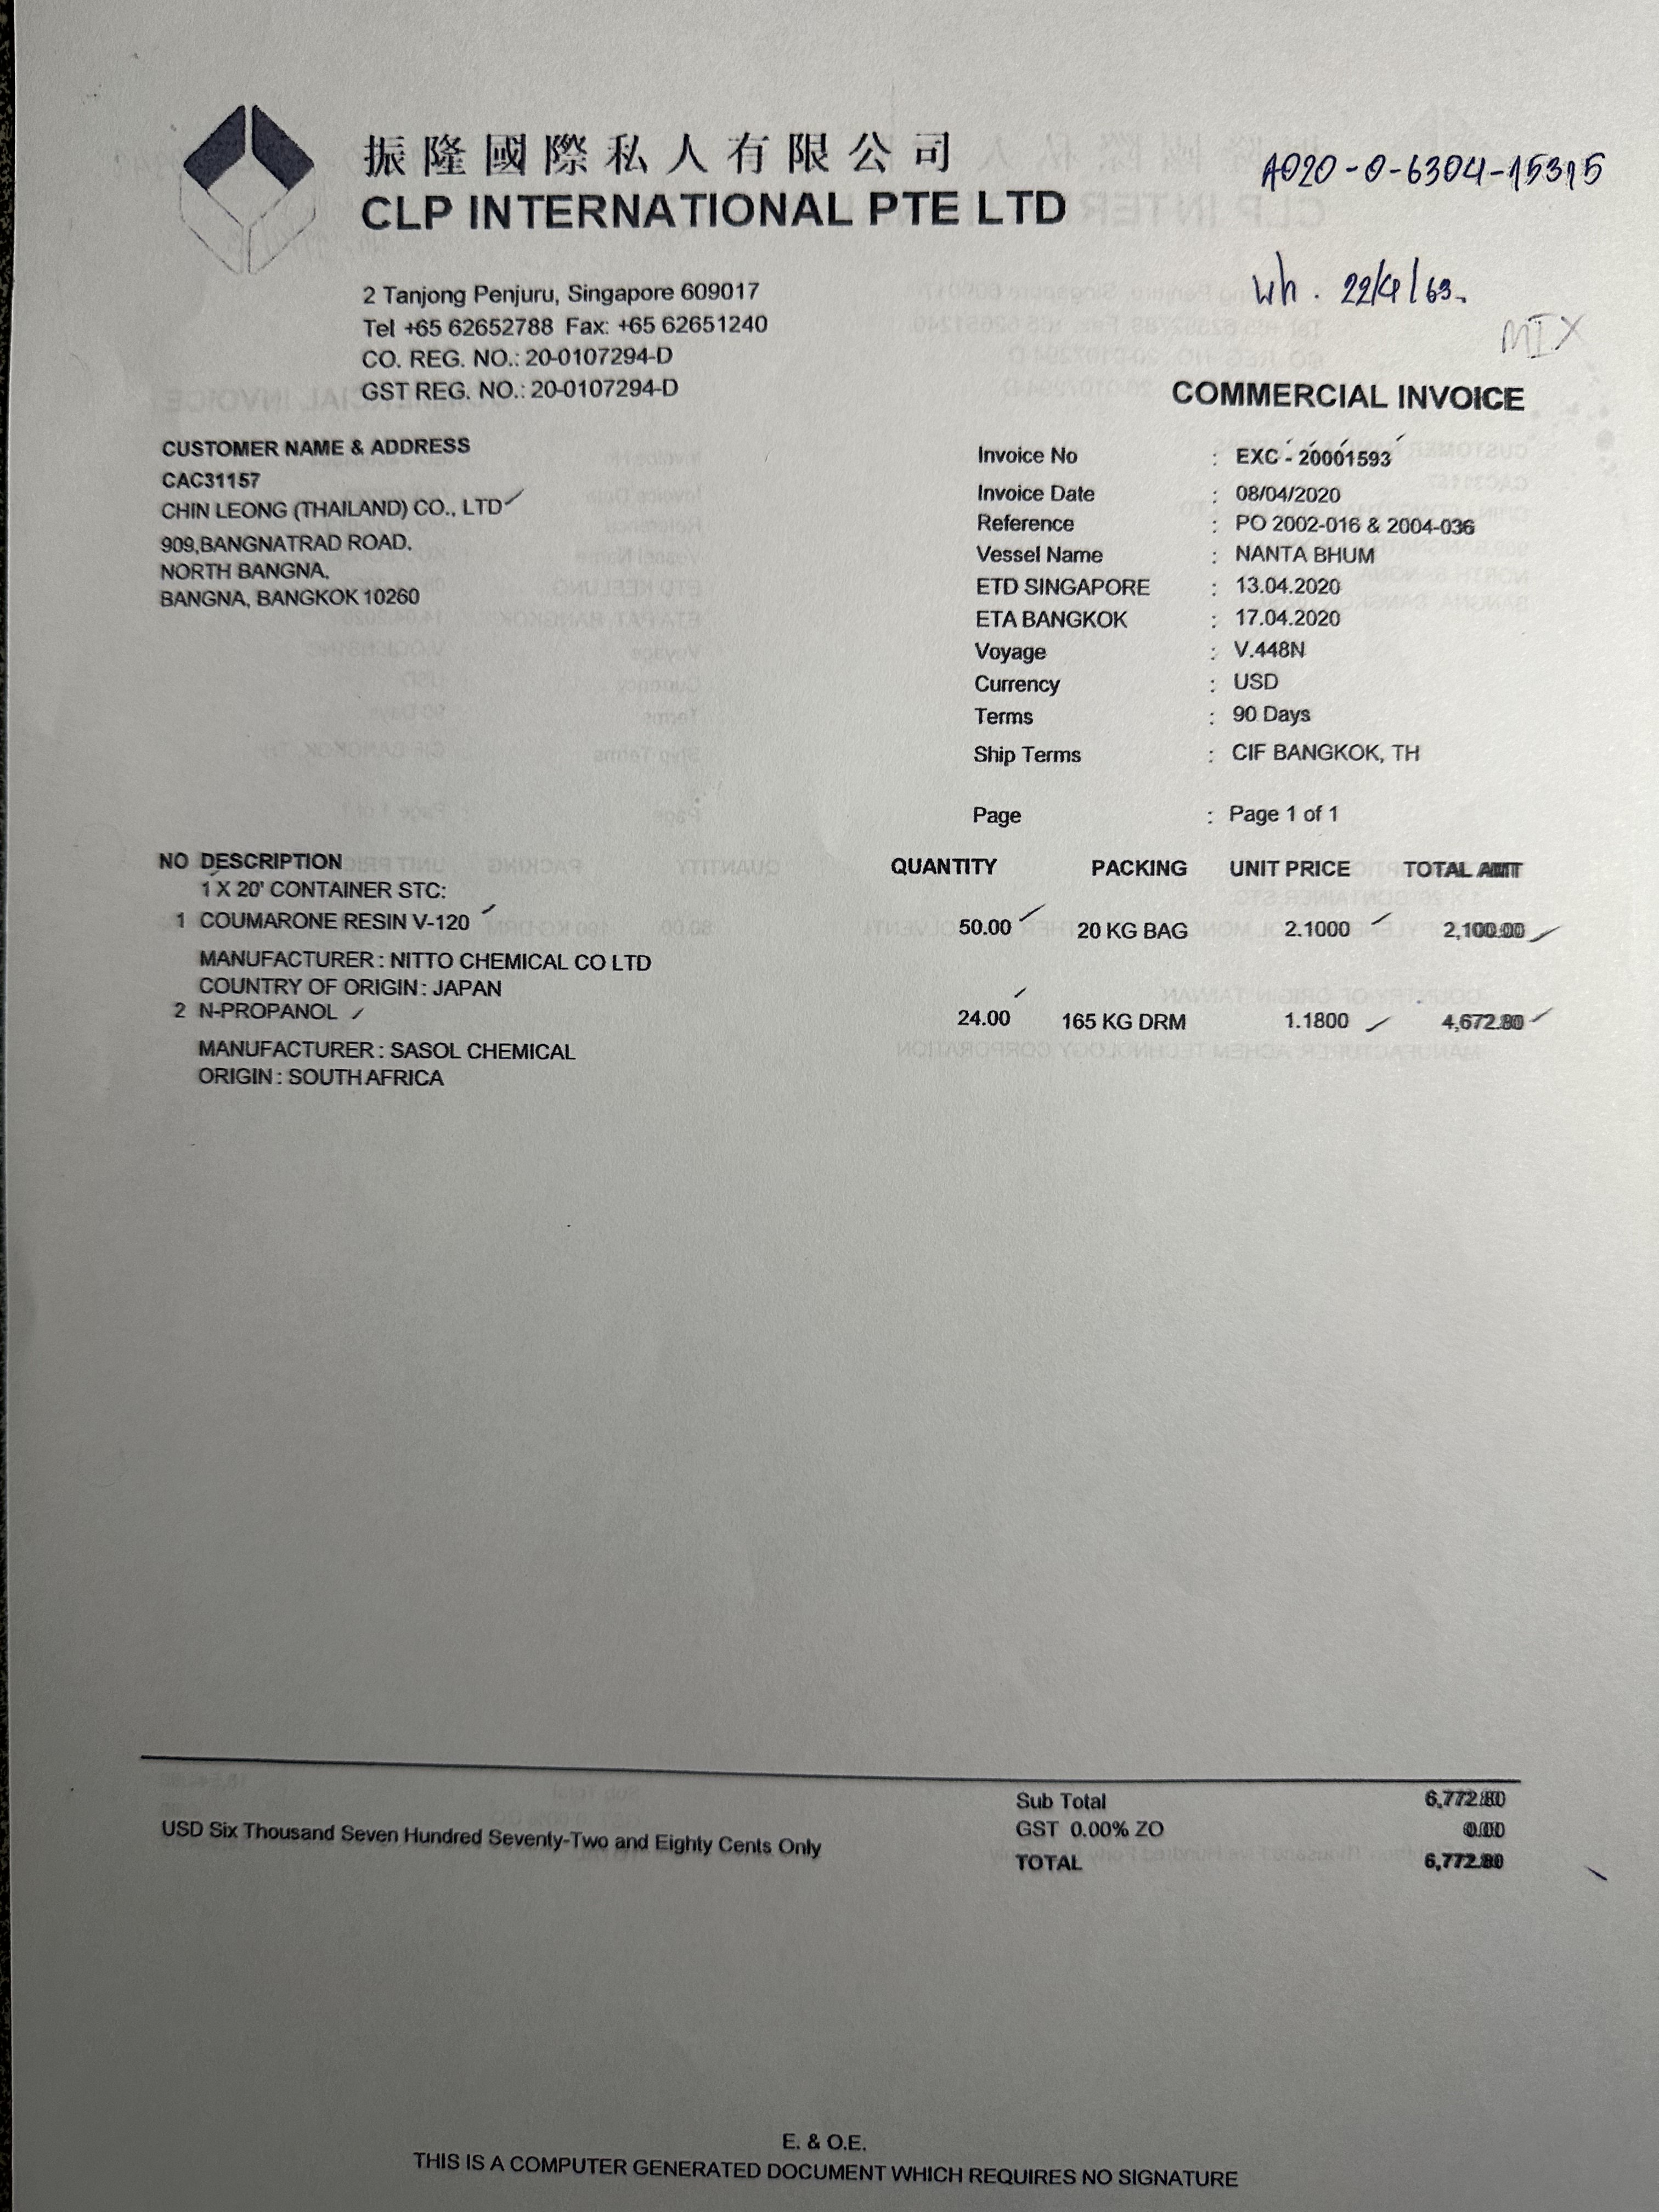 振隆國際私人有限公司
CLP INTERNATIONAL PTE LTD
A020-0-6304-15315
2 Tanjong Penjuru, Singapore 609017
Tel +65 62652788 Fax: +65 62651240
CO. REG. NO.: 20-0107294-D
GST REG. NO.: 20-0107294-D
22/4/63.
MIX
COMMERCIAL INVOICE
CUSTOMER NAME & ADDRESS
CAC31157
CHIN LEONG (THAILAND) CO., LTD
909,BANGNATRAD ROAD,
NORTH BANGNA,
BANGNA, BANGKOK 10260
Invoice No : EXC - 20001593
Invoice Date : 08/04/2020
Reference : PO 2002-016 & 2004-036
Vessel Name : NANTA BHUM
ETD SINGAPORE : 13.04.2020
ETA BANGKOK : 17.04.2020
Voyage : V.448N
Currency : USD
Terms : 90 Days
Ship Terms : CIF BANGKOK, TH
Page : Page 1 of 1
NO DESCRIPTION QUANTITY PACKING UNIT PRICE TOTAL AMT
1 X 20' CONTAINER STC:
1 COUMARONE RESIN V-120 50.00 20 KG BAG 2.1000 2,100.00
MANUFACTURER : NITTO CHEMICAL CO LTD
COUNTRY OF ORIGIN : JAPAN
2 N-PROPANOL 24.00 165 KG DRM 1.1800 4,672.80
MANUFACTURER : SASOL CHEMICAL
ORIGIN : SOUTH AFRICA
Sub Total 6,772.80
USD Six Thousand Seven Hundred Seventy-Two and Eighty Cents Only
GST 0.00% ZO 0.00
TOTAL 6,772.80
E. & O.E.
THIS IS A COMPUTER GENERATED DOCUMENT WHICH REQUIRES NO SIGNATURE